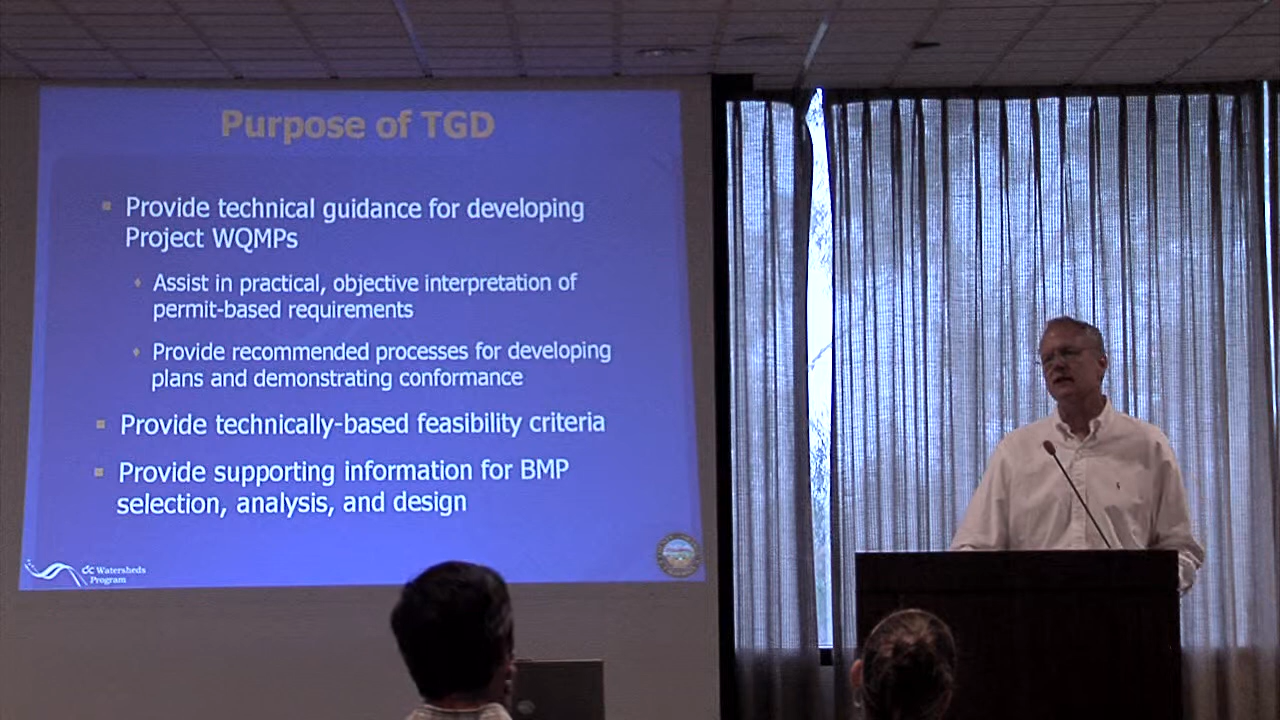 Purpose of TGD
Provide technical guidance for developing
Project WQMPs
Assist in practical, objective interpretation of
permit-based requirements
Provide recommended processes for developing
plans and demonstrating conformance
Provide technically-based feasibility criteria
Provide supporting information for BMP
selection, analysis, and design
OC Watersheds
Program